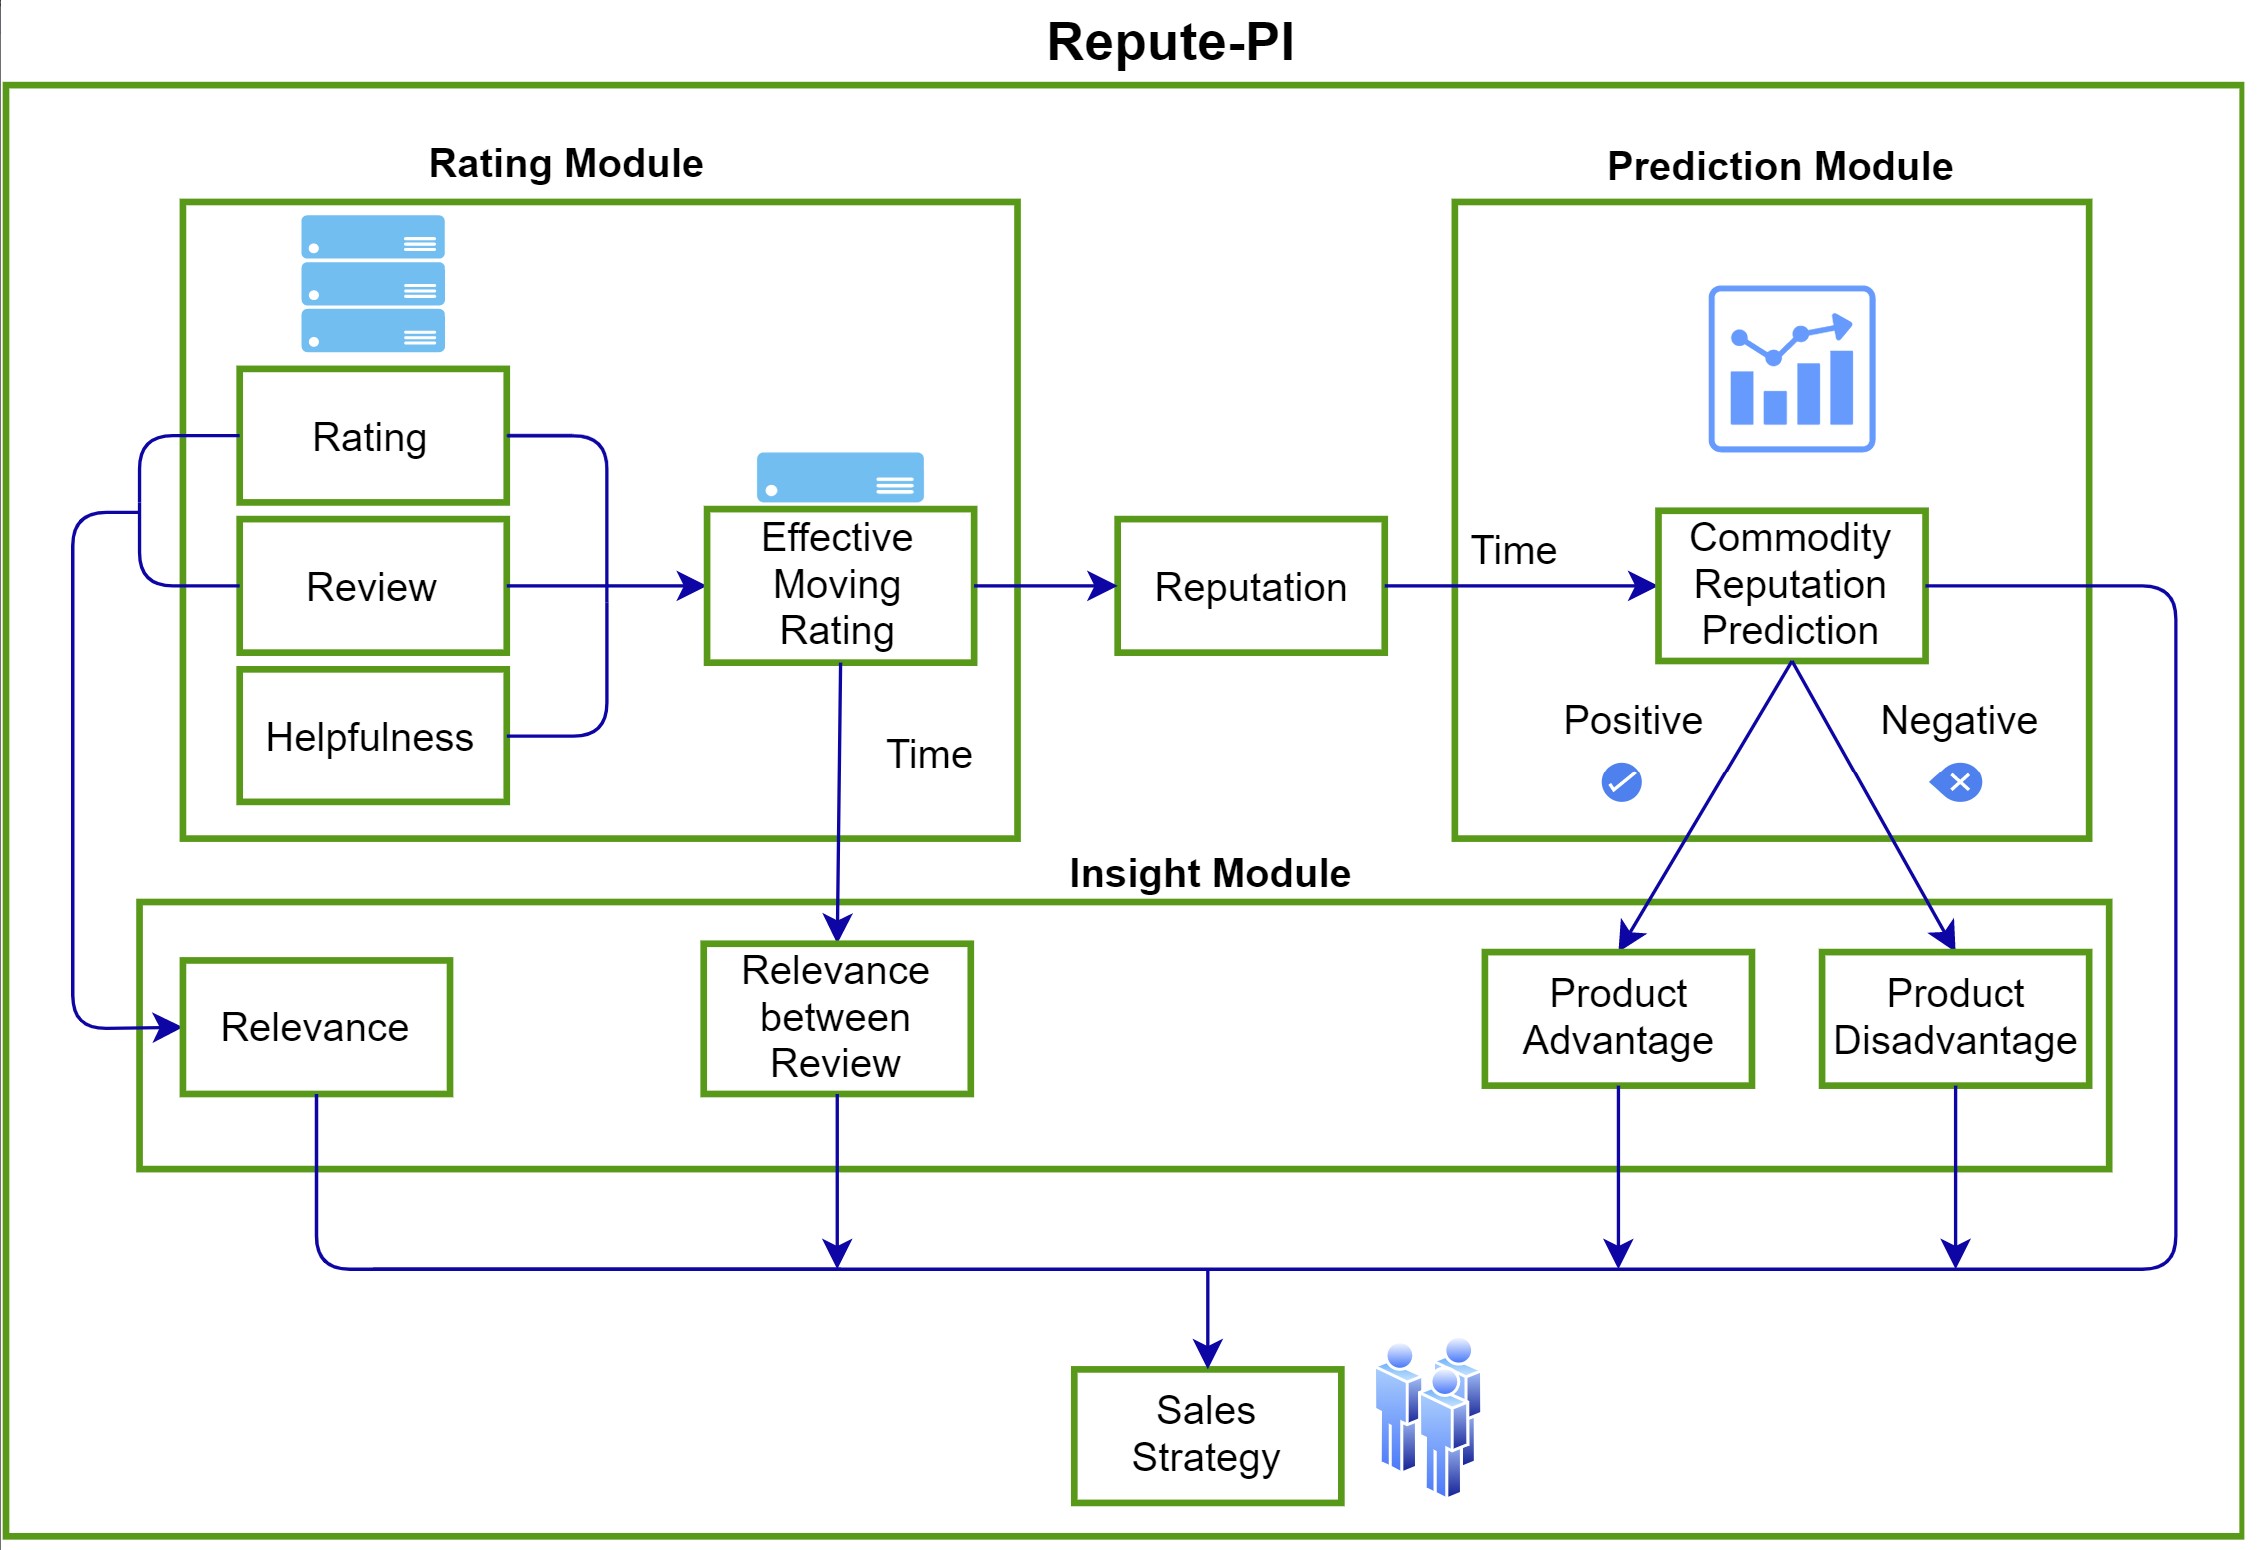 Repute-PI
Rating Module
Prediction Module
Rating
Review
Helpfulness
Effective
Moving
Rating
Time
Reputation
Time
Commodity
Reputation
Prediction
Positive
Negative
Insight Module
Relevance
Relevance
between
Review
Product
Advantage
Product
Disadvantage
Sales
Strategy